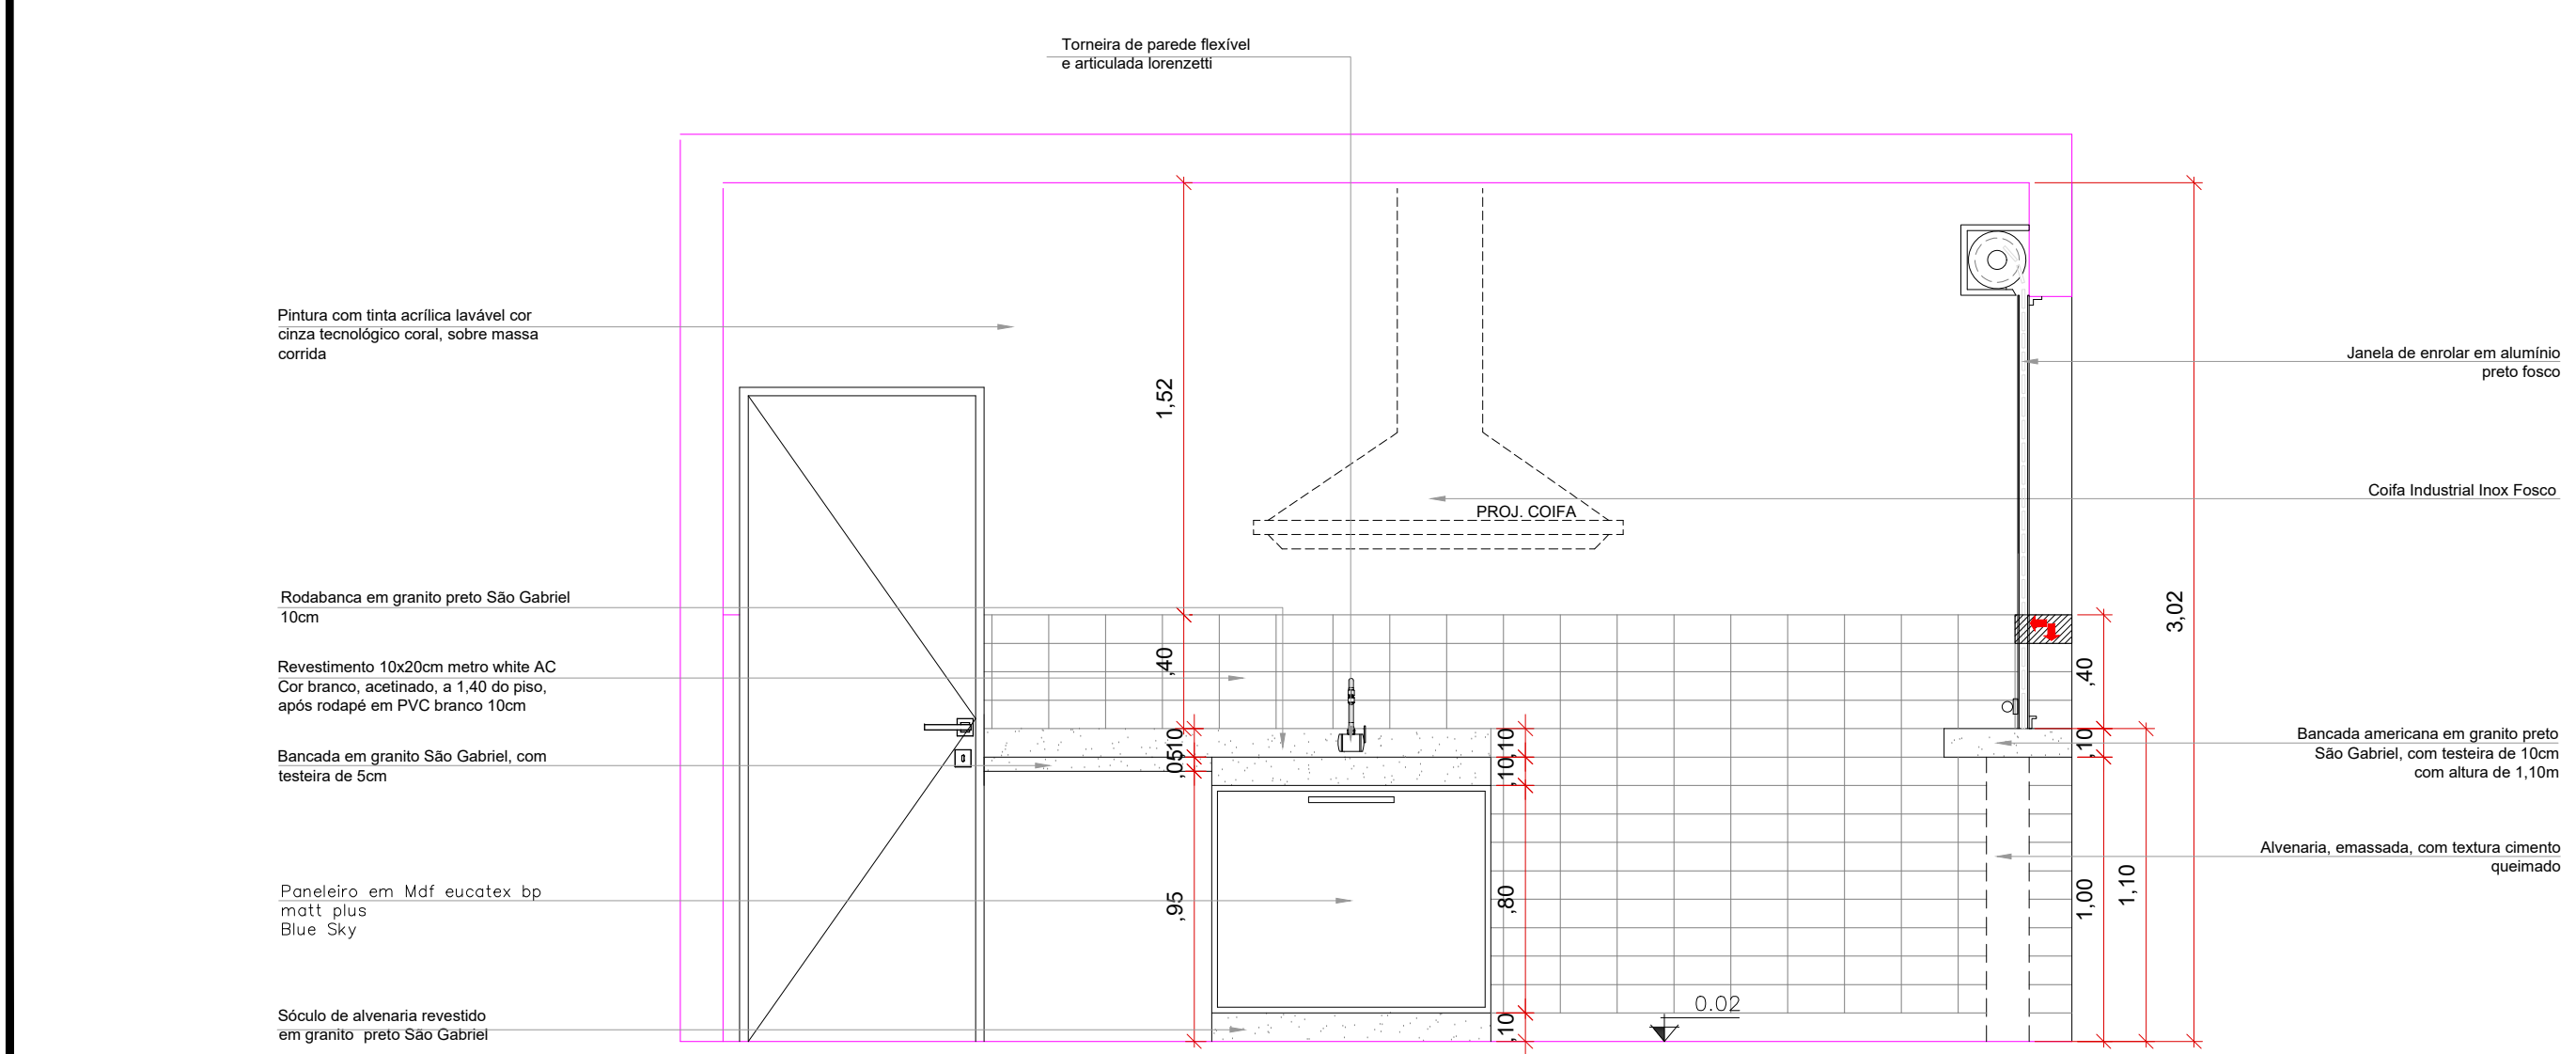 Torneira de parede flexível
e articulada lorenzetti
Pintura com tinta acrílica lavável cor
cinza tecnológico coral, sobre massa
corrida
Janela de enrolar em alumínio
preto fosco
1,52
Coifa Industrial Inox Fosco
PROJ. COIFA
Rodabanca em granito preto São Gabriel
10cm
3,02
Revestimento 10x20cm metro white AC
Cor branco, acetinado, a 1,40 do piso,
após rodapé em PVC branco 10cm
,40
,40
Bancada em granito São Gabriel, com
testeira de 5cm
,10
,05
,10
,10
,10
Bancada americana em granito preto
São Gabriel, com testeira de 10cm
com altura de 1,10m
Alvenaria, emassada, com textura cimento
queimado
Paneleiro em Mdf eucatex bp
matt plus
Blue Sky
,95
,80
1,00
1,10
0.02
Sóculo de alvenaria revestido
em granito preto São Gabriel
,10